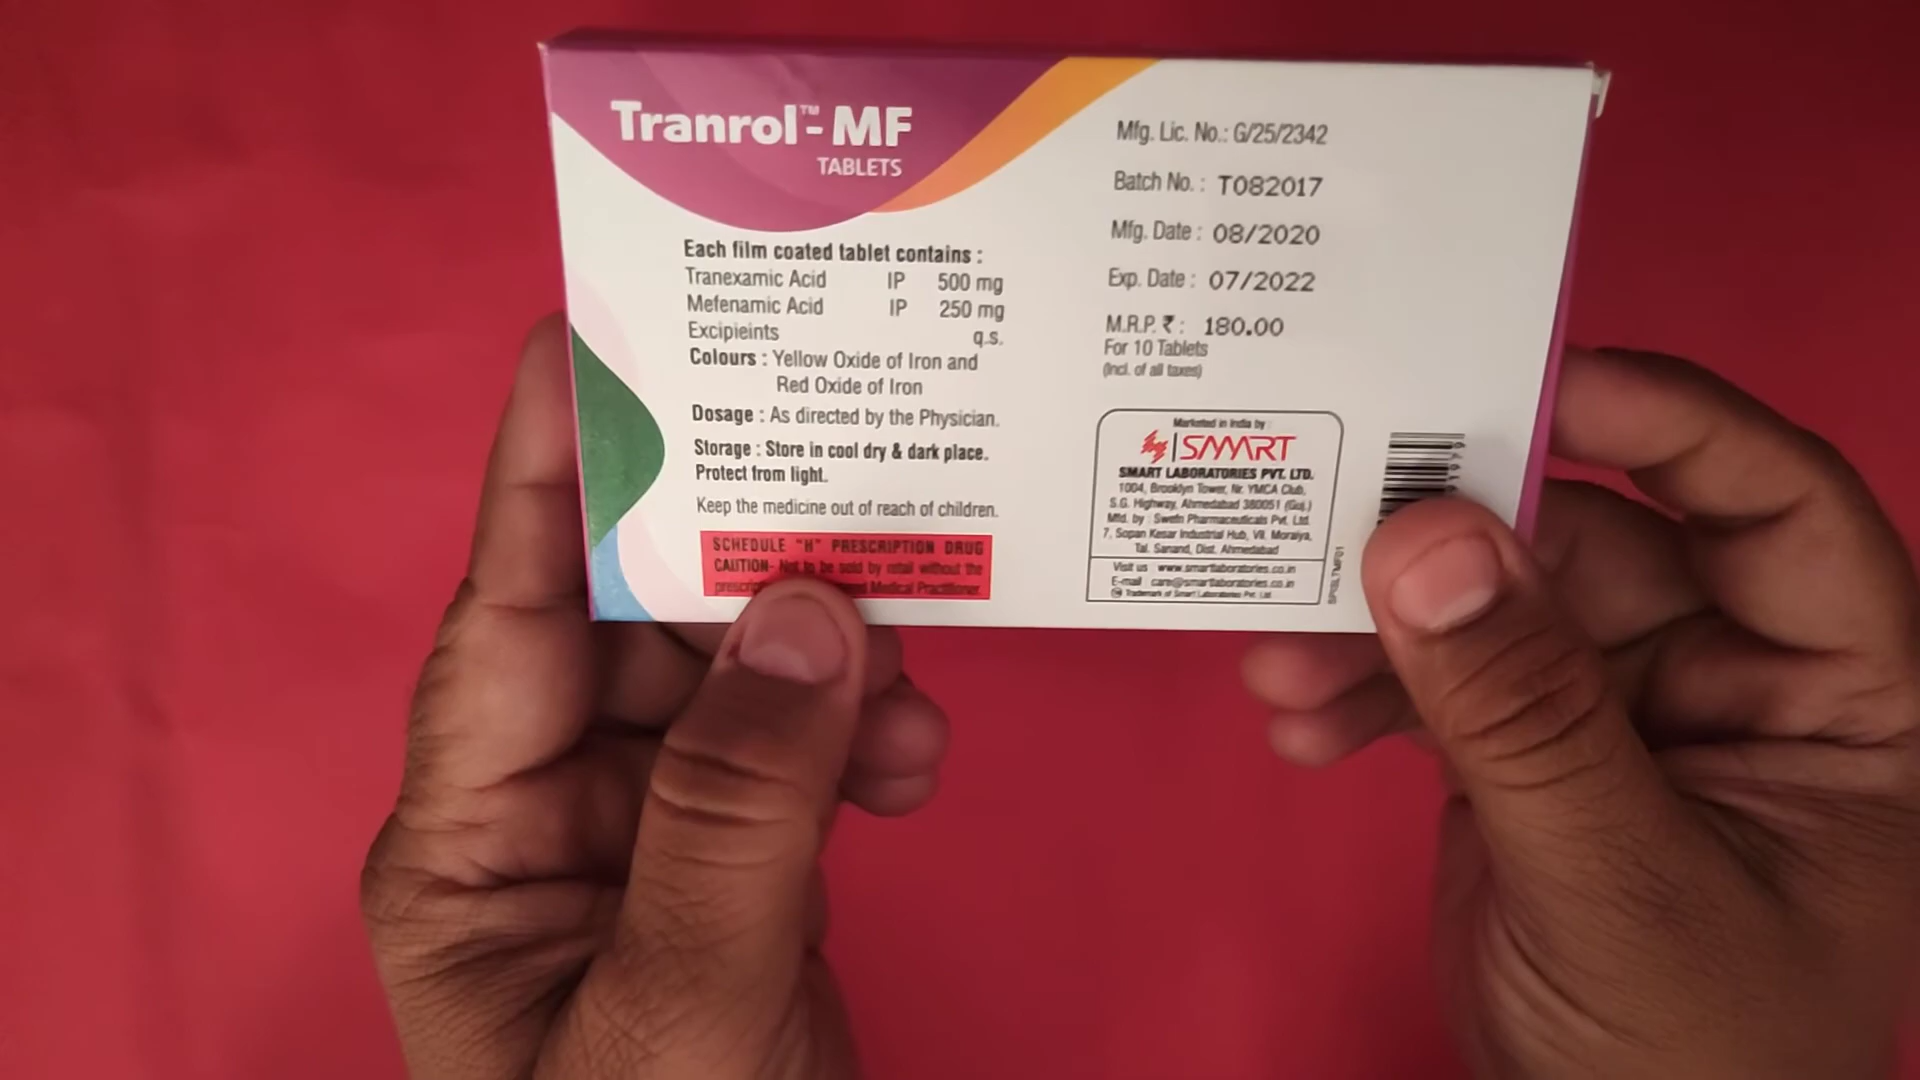 Tranrol™- MF
TABLETS
Each film coated tablet contains :
Tranexamic Acid IP 500 mg
Mefenamic Acid IP 250 mg
Excipieints q.s.
Colours : Yellow Oxide of Iron and
Red Oxide of Iron
Dosage : As directed by the Physician.
Storage : Store in cool dry & dark place.
Protect from light.
Keep the medicine out of reach of children.
SCHEDULE "H" PRESCRIPTION DRUG
CAUTION- Not to be sold by retail without the
Medical Practitioner.
Mfg. Lic. No.: G/25/2342
Batch No. : T082017
Mfg. Date : 08/2020
Exp. Date : 07/2022
M.R.P. ₹ : 180.00
For 10 Tablets
(Incl. of all taxes)
Marketed in India by :
SMART
SMART LABORATORIES PVT. LTD.
1004, Brooklyn Tower, Nr. YMCA Club,
S.G. Highway, Ahmedabad 380051 (Guj.)
Mfd. by : Swefn Pharmaceuticals Pvt. Ltd.
7, Sopan Kesar Industrial Hub, Vill. Moraiya,
Tal. Sanand, Dist. Ahmedabad
Visit us www.smartlaboratories.co.in
E-mail care@smartlaboratories.co.in
Trademark of Smart Laboratories Pvt. Ltd.